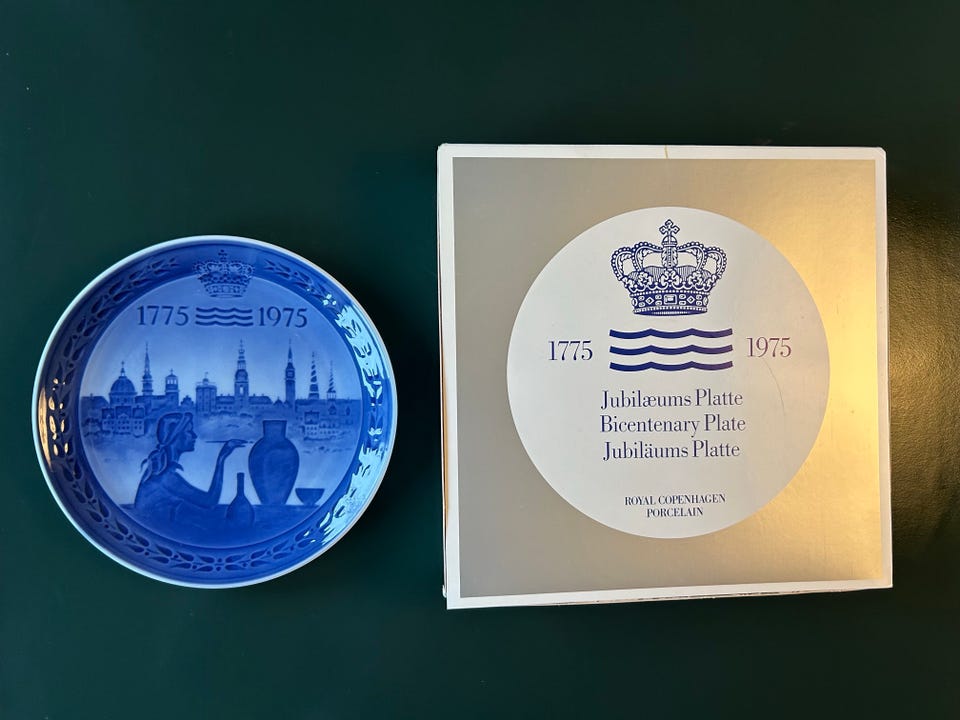 1775 1975
1775 1975
Jubilæums Platte
Bicentenary Plate
Jubiläums Platte
ROYAL COPENHAGEN
PORCELAIN